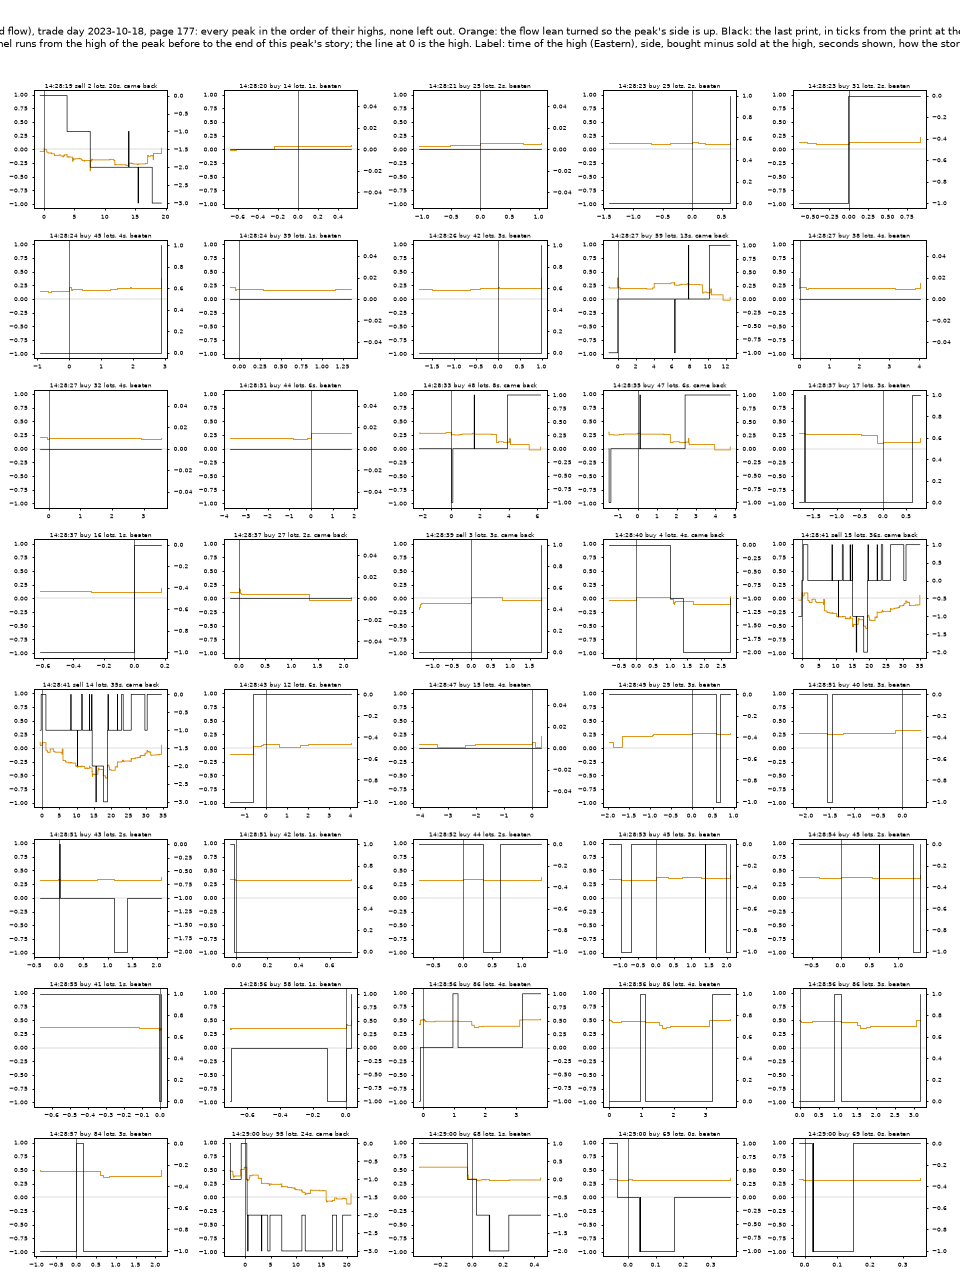 d flow), trade day 2023-10-18, page 177: every peak in the order of their highs, none left out. Orange: the flow lean turned so the peak's side is up. Black: the last print, in ticks from the print at the
nel runs from the high of the peak before to the end of this peak's story; the line at 0 is the high. Label: time of the high (Eastern), side, bought minus sold at the high, seconds shown, how the stor
14:28:19 sell 2 lots. 20s. came back
14:28:20 buy 14 lots. 1s. beaten
14:28:21 buy 25 lots. 2s. beaten
14:28:23 buy 29 lots. 2s. beaten
14:28:23 buy 31 lots. 2s. beaten
14:28:24 buy 45 lots. 4s. beaten
14:28:24 buy 39 lots. 1s. beaten
14:28:26 buy 42 lots. 3s. beaten
14:28:27 buy 59 lots. 13s. came back
14:28:27 buy 38 lots. 4s. beaten
14:28:27 buy 32 lots. 4s. beaten
14:28:31 buy 44 lots. 6s. beaten
14:28:33 buy 48 lots. 8s. came back
14:28:35 buy 47 lots. 6s. came back
14:28:37 buy 17 lots. 3s. beaten
14:28:37 buy 16 lots. 1s. beaten
14:28:37 buy 27 lots. 2s. came back
14:28:39 sell 3 lots. 3s. came back
14:28:40 buy 4 lots. 4s. came back
14:28:41 sell 15 lots. 36s. came back
14:28:41 sell 14 lots. 35s. came back
14:28:43 buy 12 lots. 6s. beaten
14:28:47 buy 15 lots. 4s. beaten
14:28:49 buy 29 lots. 3s. beaten
14:28:51 buy 40 lots. 3s. beaten
14:28:51 buy 43 lots. 2s. beaten
14:28:51 buy 42 lots. 1s. beaten
14:28:52 buy 44 lots. 2s. beaten
14:28:53 buy 45 lots. 3s. beaten
14:28:54 buy 45 lots. 2s. beaten
14:28:55 buy 41 lots. 1s. beaten
14:28:56 buy 58 lots. 1s. beaten
14:28:56 buy 86 lots. 4s. beaten
14:28:56 buy 86 lots. 4s. beaten
14:28:56 buy 86 lots. 3s. beaten
14:28:57 buy 84 lots. 3s. beaten
14:29:00 buy 95 lots. 24s. came back
14:29:00 buy 68 lots. 1s. beaten
14:29:00 buy 65 lots. 0s. beaten
14:29:00 buy 69 lots. 0s. beaten